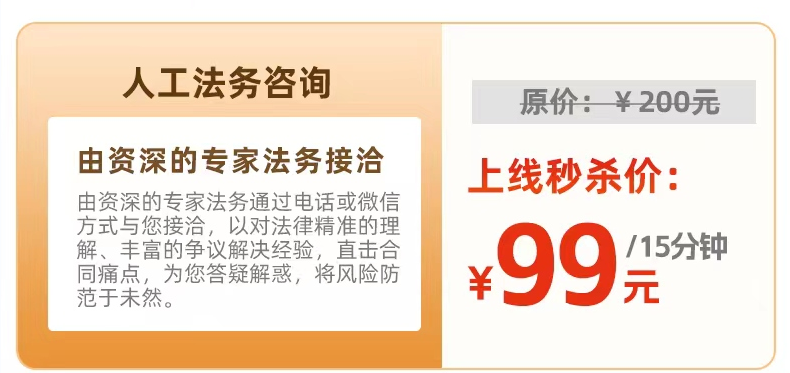 人工法务咨询
由资深的专家法务接洽
由资深的专家法务通过电话或微信
方式与您接洽，以对法律精准的理
解、丰富的争议解决经验，直击合
同痛点，为您答疑解惑，将风险防
范于未然。
原价：￥200元
上线秒杀价：
￥99元/15分钟